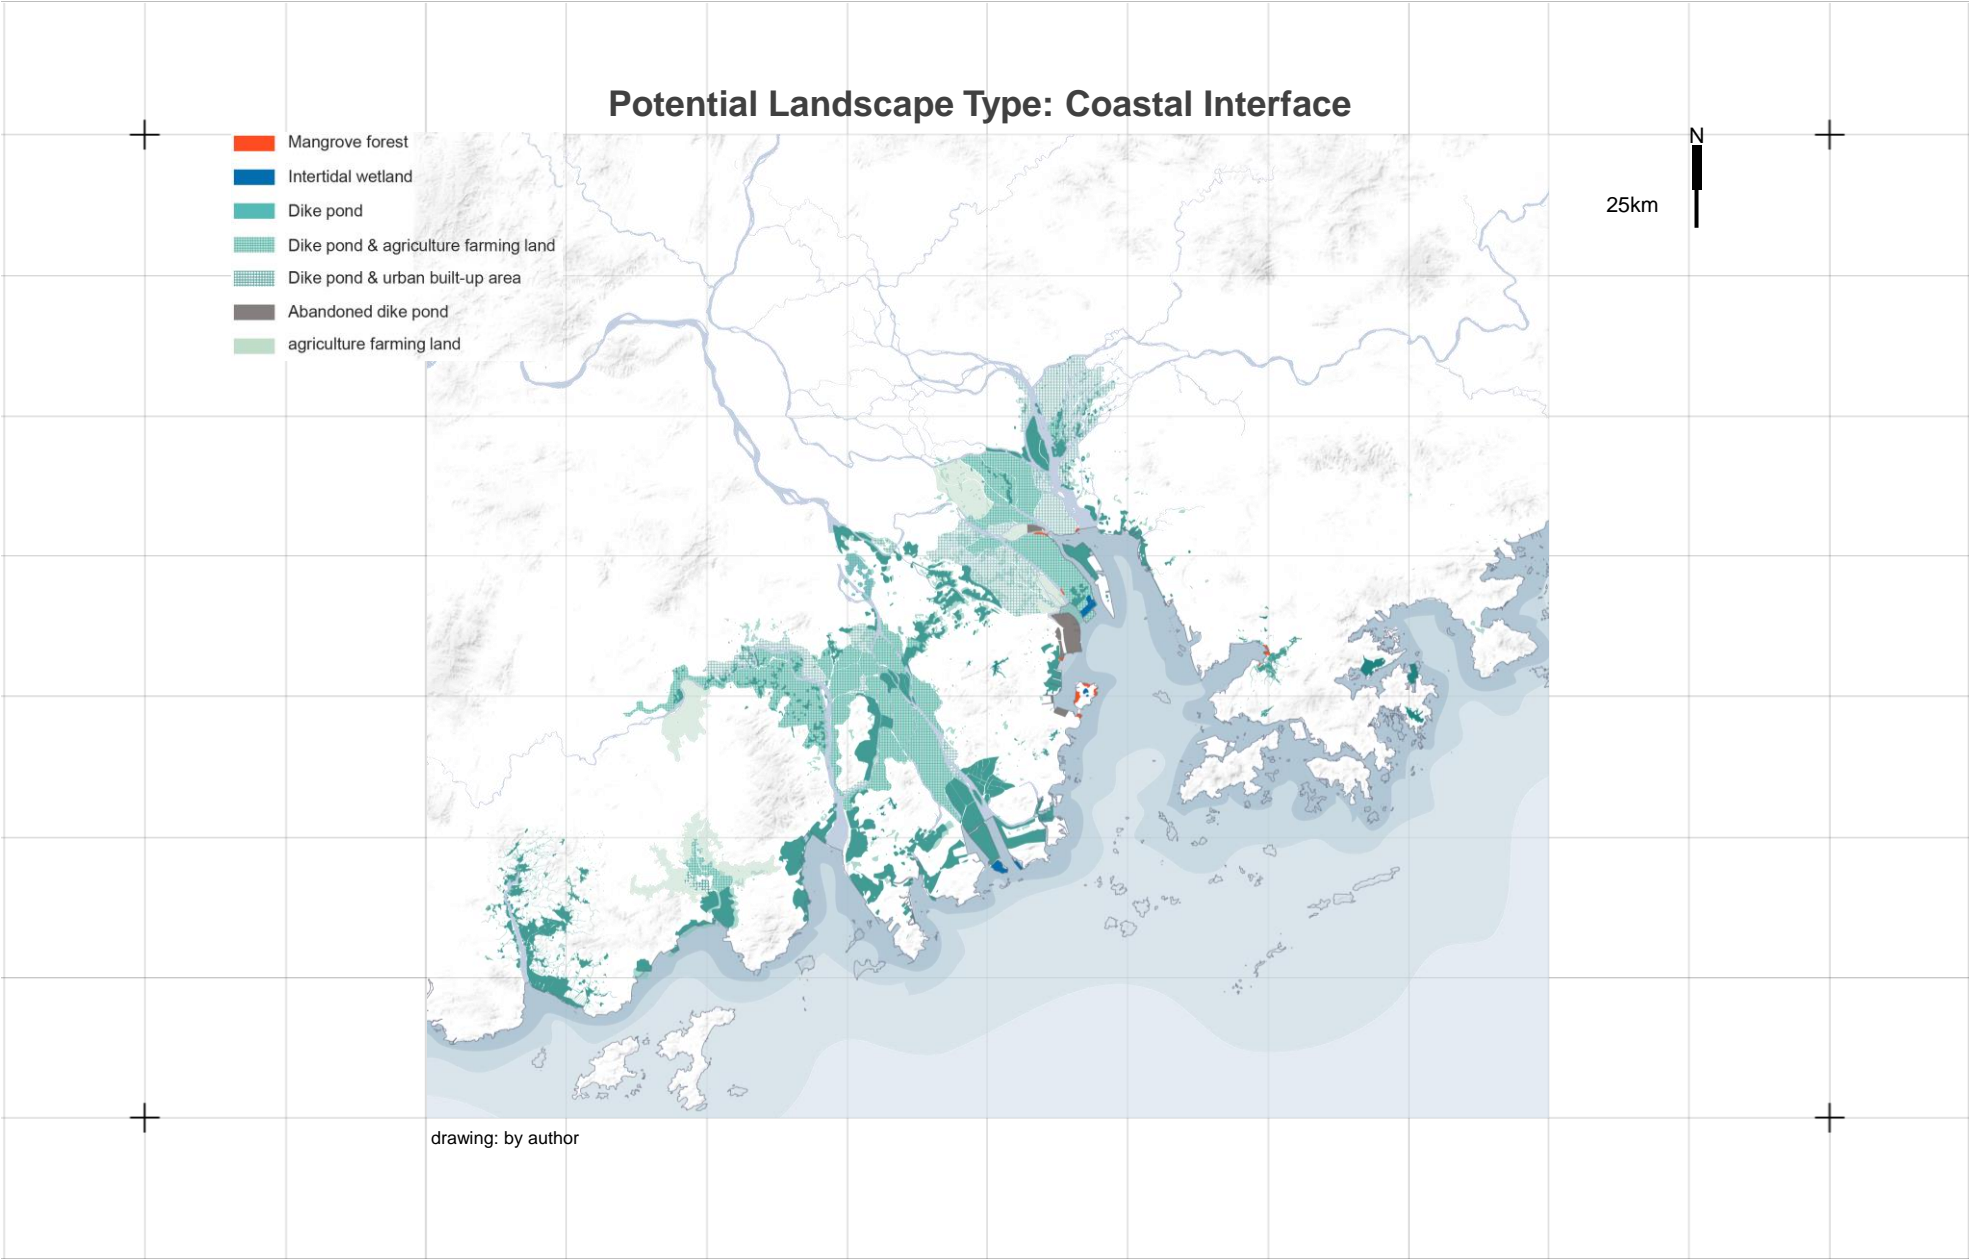 Potential Landscape Type: Coastal Interface
Mangrove forest
Intertidal wetland
Dike pond
Dike pond & agriculture farming land
Dike pond & urban built-up area
Abandoned dike pond
agriculture farming land
N
25km
drawing: by author